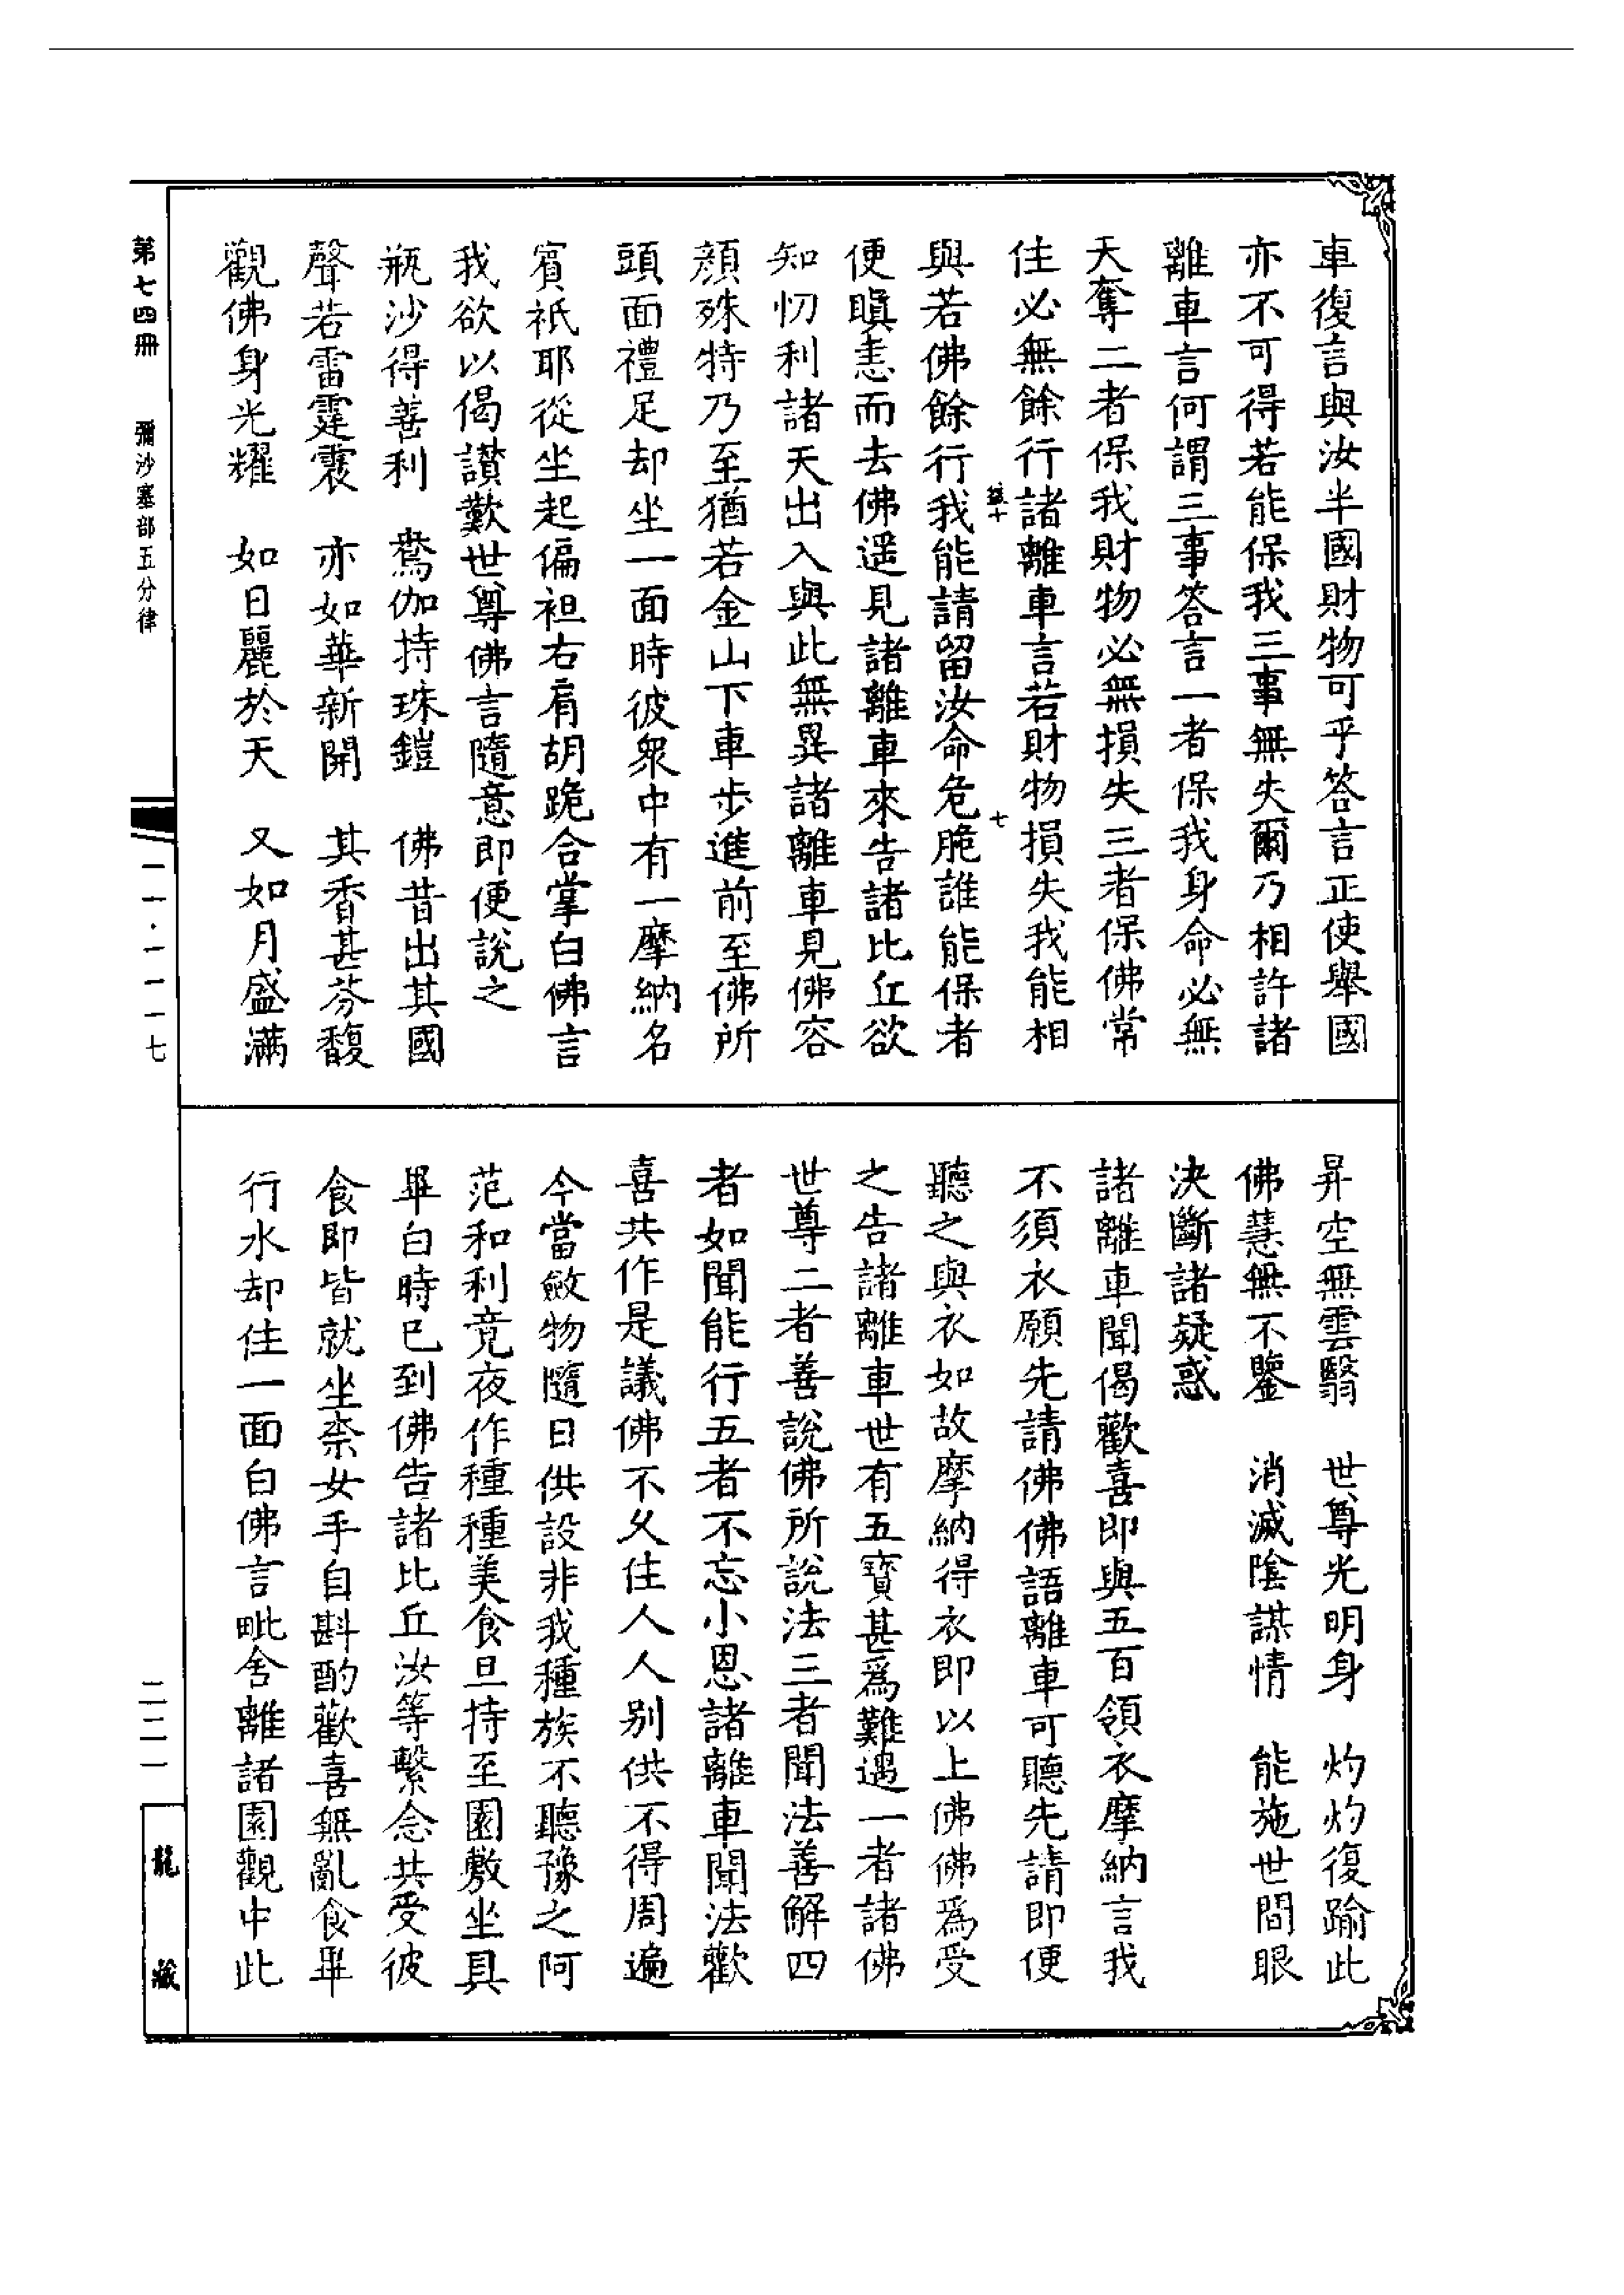 車復言與汝半國財物可乎答言正使舉國
亦不可得若能保我三事無失爾乃相許諸
離車言何謂三事答言一者保我身命必無
天奪二者保我財物必無損失三者保佛常
住必無餘行諸離車言若財物損失我能相
與若佛餘行我能請留汝命危脆誰能保者
便瞋恚而去佛遥見諸離車來告諸比丘欲
知忉利諸天出入與此無異諸離車見佛容
顏殊特乃至猶若金山下車步進前至佛所
頭面禮足却坐一面時彼衆中有一摩納名
賓祇耶從坐起偏袒右肩胡跪合掌白佛言
我欲以偈讃歎世尊佛言隨意即便說之
瓶沙得善利　鴦伽持珠鎧　佛昔出其國
聲若雷霆震　亦如華新開　其香甚芬馥
觀佛身光耀　如日麗於天　又如月盛滿
昇空無雲翳　世尊光明身　灼灼復踰此
佛慧無不鑒　消滅陰謀情　能施世間眼
決斷諸疑惑
諸離車聞偈歡喜即與五百領衣摩納言我
不須衣願先請佛佛語離車可聽先請即便
聽之與衣如故摩納得衣即以上佛佛爲受
之告諸離車世有五寶甚爲難遇一者諸佛
世尊二者善說佛所說法三者聞法善解四
者如聞能行五者不忘小恩諸離車聞法歡
喜共作是議佛不久住人人别供不得周遍
今當斂物隨日供設非我種族不聽豫之阿
范和利竟夜作種種美食旦持至園敷坐具
畢白時已到佛告諸比丘汝等繫念共受彼
食即皆就坐柰女手自斟酌歡喜無亂食畢
行水却住一面白佛言毗舍離諸園觀中此
第七四冊　彌沙塞部五分律
一一·一一一七
二二一
龍藏
七